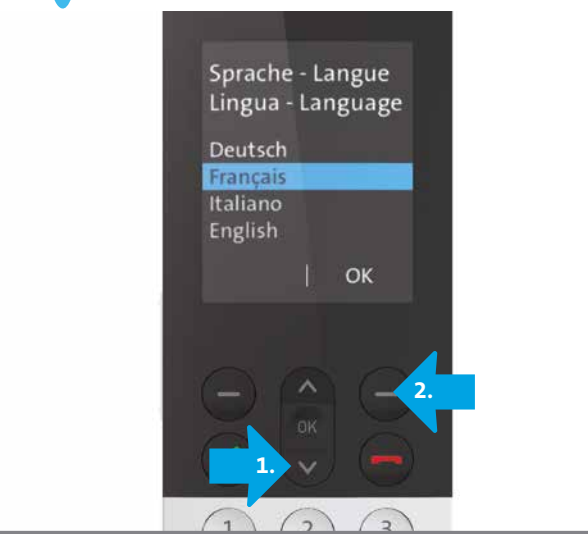 Sprache - Langue
Lingua - Language
Deutsch
Français
Italiano
English
| OK
2.
OK
1.
1 2 3